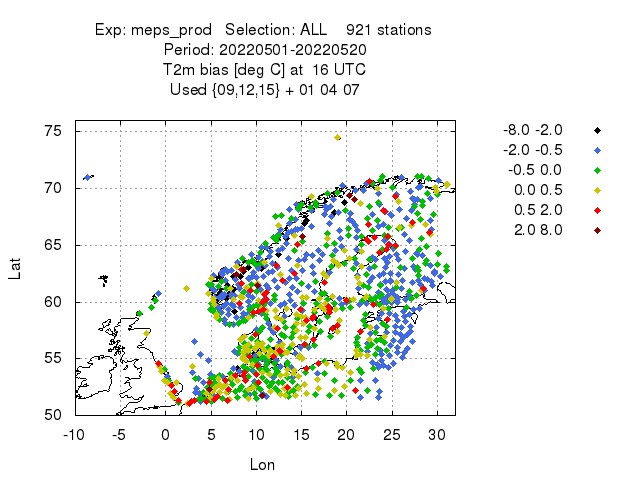 Exp: meps_prod Selection: ALL 921 stations
Period: 20220501-20220520
T2m bias [deg C] at 16 UTC
Used {09,12,15} + 01 04 07
-8.0 -2.0
-2.0 -0.5
-0.5 0.0
0.0 0.5
0.5 2.0
2.0 8.0
75
70
65
60
55
50
Lat
-10 -5 0 5 10 15 20 25 30
Lon